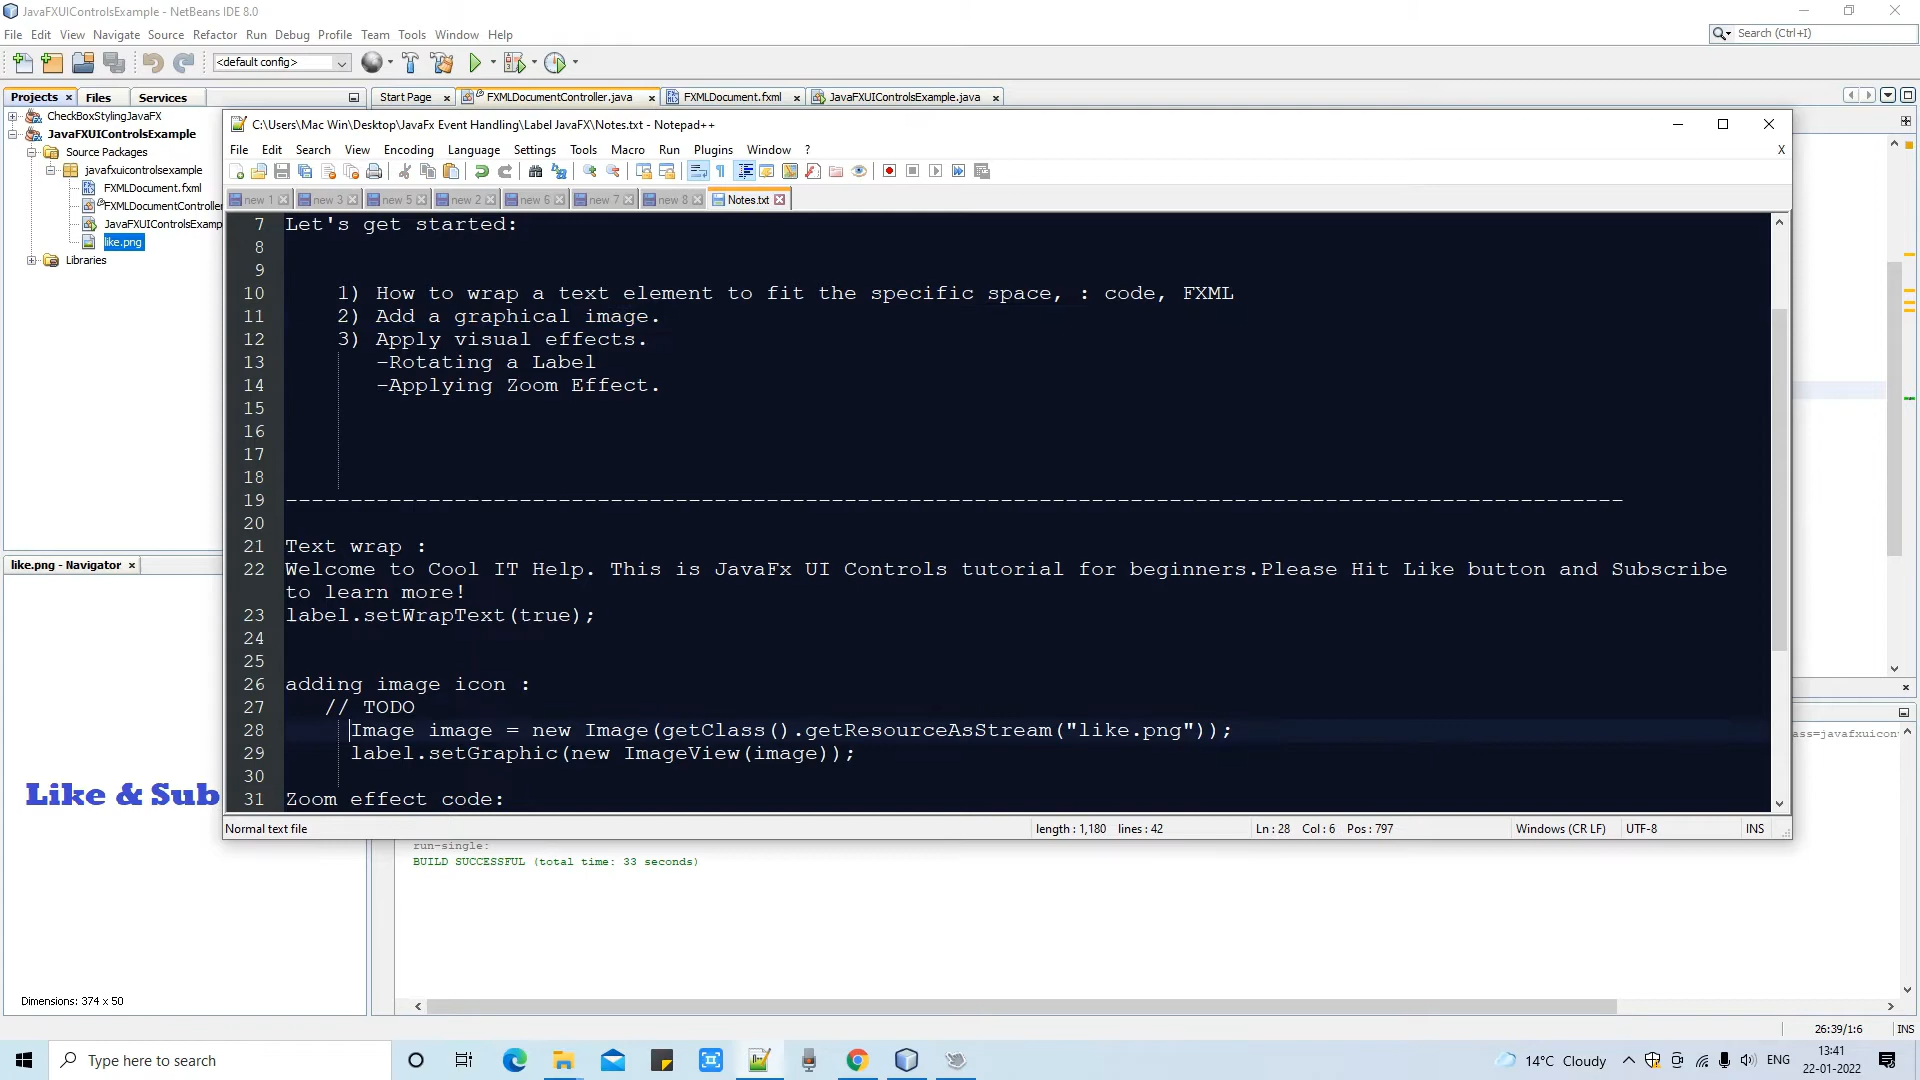 JavaFXUIControlsExample - NetBeans IDE 8.0
File Edit View Navigate Source Refactor Run Debug Profile Team Tools Window Help
Search (Ctrl+I)
<default config>
Projects Files Services
Start Page FXMLDocumentController.java FXMLDocument.fxml JavaFXUIControlsExample.java
CheckBoxStylingJavaFX
JavaFXUIControlsExample
Source Packages
javafxuicontrolsexample
FXMLDocument.fxml
FXMLDocumentController
JavaFXUIControlsExamp
like.png
Libraries
like.png - Navigator
Like & Sub
Dimensions: 374 x 50
C:\Users\Mac Win\Desktop\JavaFx Event Handling\Label JavaFX\Notes.txt - Notepad++
File Edit Search View Encoding Language Settings Tools Macro Run Plugins Window ?
X
new 1 new 3 new 5 new 2 new 6 new 7 new 8 Notes.txt
7 Let's get started:
8
9
10 1) How to wrap a text element to fit the specific space, : code, FXML
11 2) Add a graphical image.
12 3) Apply visual effects.
13 -Rotating a Label
14 -Applying Zoom Effect.
15
16
17
18
19 -------------------------------------------------------------------------------------------------------
20
21 Text wrap :
22 Welcome to Cool IT Help. This is JavaFx UI Controls tutorial for beginners.Please Hit Like button and Subscribe
to learn more!
23 label.setWrapText(true);
24
25
26 adding image icon :
27 // TODO
28 Image image = new Image(getClass().getResourceAsStream("like.png"));
29 label.setGraphic(new ImageView(image));
30
31 Zoom effect code:
Normal text file length : 1,180 lines : 42 Ln : 28 Col : 6 Pos : 797 Windows (CR LF) UTF-8 INS
ass=javafxuicon
run-single:
BUILD SUCCESSFUL (total time: 33 seconds)
26:39/1:6 INS
Type here to search
14°C Cloudy
ENG
13:41
22-01-2022